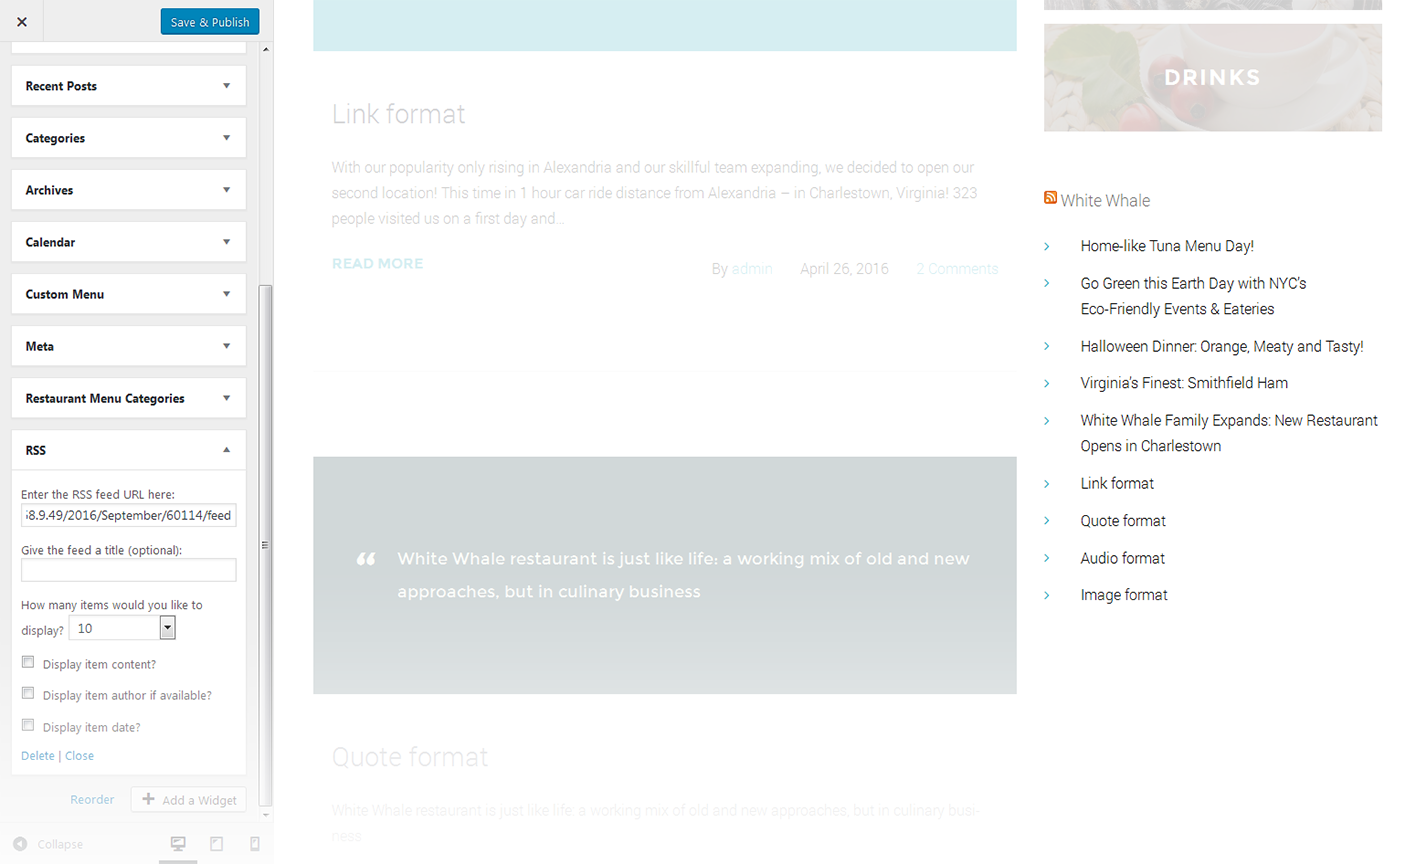 Save & Publish
Recent Posts
Categories
Archives
Calendar
Custom Menu
Meta
Restaurant Menu Categories
RSS
Enter the RSS feed URL here:
8.9.49/2016/September/60114/feed
Give the feed a title (optional):
How many items would you like to
display? 10
Display item content?
Display item author if available?
Display item date?
Delete | Close
Reorder
Add a Widget
Collapse
Link format
With our popularity only rising in Alexandria and our skillful team expanding, we decided to open our
second location! This time in 1 hour car ride distance from Alexandria – in Charlestown, Virginia! 323
people visited us on a first day and...
READ MORE
By admin
April 26, 2016
2 Comments
“ White Whale restaurant is just like life: a working mix of old and new
approaches, but in culinary business
Quote format
White Whale restaurant is just like life: a working mix of old and new approaches, but in culinary busi-
ness
DRINKS
White Whale
Home-like Tuna Menu Day!
Go Green this Earth Day with NYC’s
Eco-Friendly Events & Eateries
Halloween Dinner: Orange, Meaty and Tasty!
Virginia’s Finest: Smithfield Ham
White Whale Family Expands: New Restaurant
Opens in Charlestown
Link format
Quote format
Audio format
Image format